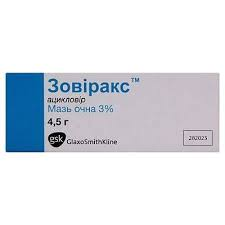 Зовіракс™
ацикловір
Мазь очна 3%
4,5 г
gsk
GlaxoSmithKline
282025